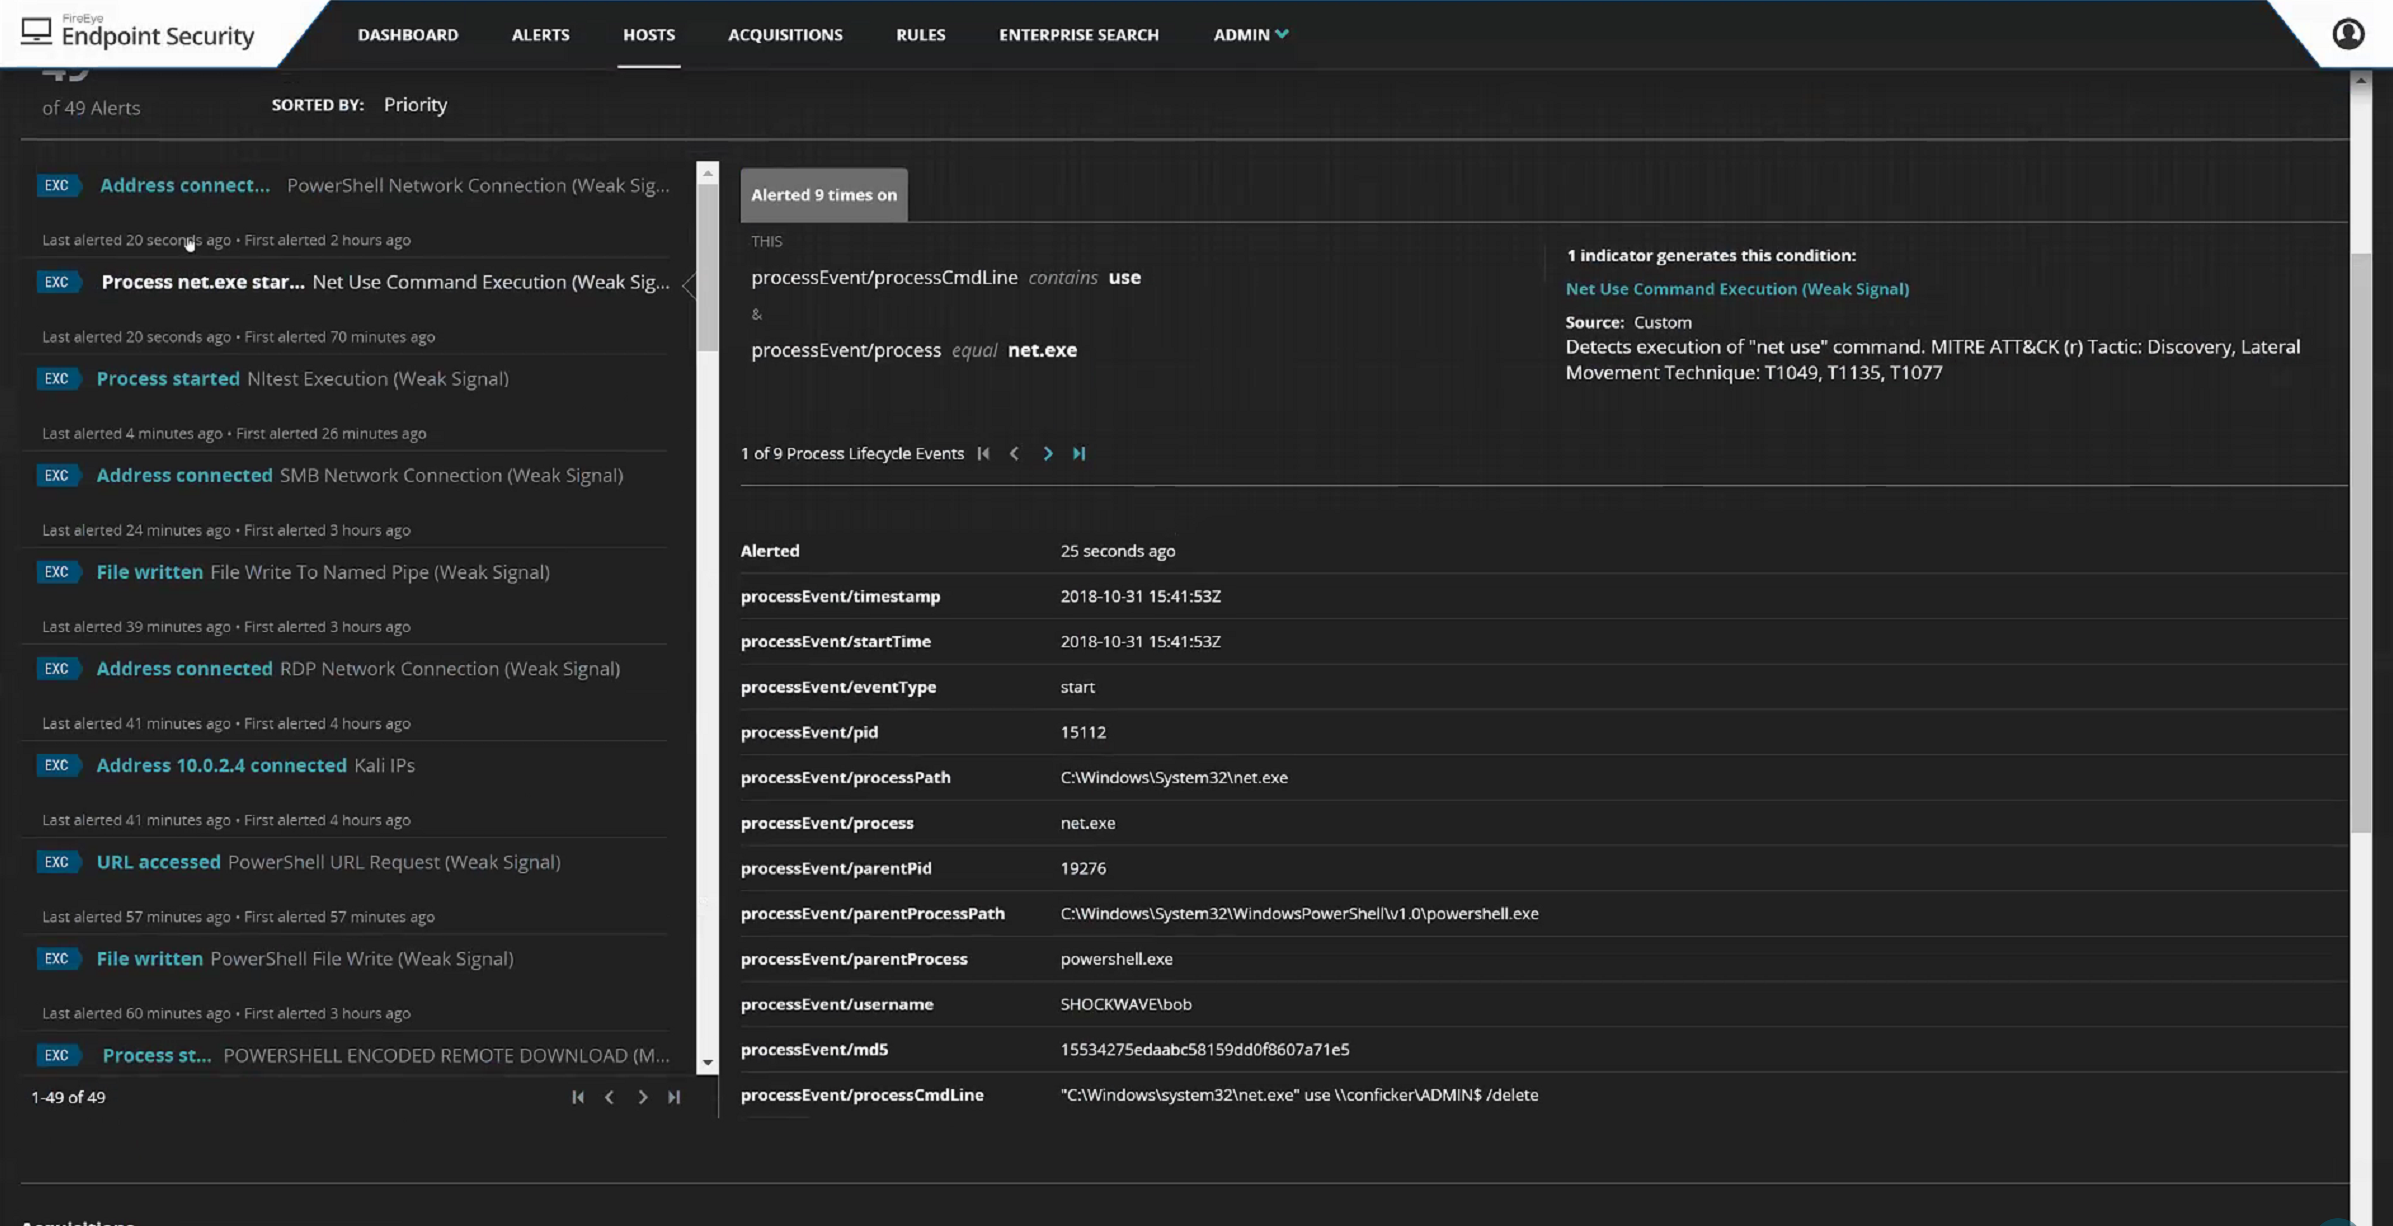 FireEye
Endpoint Security
DASHBOARD
ALERTS
HOSTS
ACQUISITIONS
RULES
ENTERPRISE SEARCH
ADMIN
49
of 49 Alerts
SORTED BY: Priority
EXC Address connect... PowerShell Network Connection (Weak Sig...
Last alerted 20 seconds ago • First alerted 2 hours ago
EXC Process net.exe star... Net Use Command Execution (Weak Sig...
Last alerted 20 seconds ago • First alerted 70 minutes ago
EXC Process started Nltest Execution (Weak Signal)
Last alerted 4 minutes ago • First alerted 26 minutes ago
EXC Address connected SMB Network Connection (Weak Signal)
Last alerted 24 minutes ago • First alerted 3 hours ago
EXC File written File Write To Named Pipe (Weak Signal)
Last alerted 39 minutes ago • First alerted 3 hours ago
EXC Address connected RDP Network Connection (Weak Signal)
Last alerted 41 minutes ago • First alerted 4 hours ago
EXC Address 10.0.2.4 connected Kali IPs
Last alerted 41 minutes ago • First alerted 4 hours ago
EXC URL accessed PowerShell URL Request (Weak Signal)
Last alerted 57 minutes ago • First alerted 57 minutes ago
EXC File written PowerShell File Write (Weak Signal)
Last alerted 60 minutes ago • First alerted 3 hours ago
EXC Process st... POWERSHELL ENCODED REMOTE DOWNLOAD (M...
1-49 of 49
Alerted 9 times on
THIS
processEvent/processCmdLine contains use
&
processEvent/process equal net.exe
1 indicator generates this condition:
Net Use Command Execution (Weak Signal)
Source: Custom
Detects execution of "net use" command. MITRE ATT&CK (r) Tactic: Discovery, Lateral
Movement Technique: T1049, T1135, T1077
1 of 9 Process Lifecycle Events
Alerted 25 seconds ago
processEvent/timestamp 2018-10-31 15:41:53Z
processEvent/startTime 2018-10-31 15:41:53Z
processEvent/eventType start
processEvent/pid 15112
processEvent/processPath C:\Windows\System32\net.exe
processEvent/process net.exe
processEvent/parentPid 19276
processEvent/parentProcessPath C:\Windows\System32\WindowsPowerShell\v1.0\powershell.exe
processEvent/parentProcess powershell.exe
processEvent/username SHOCKWAVE\bob
processEvent/md5 15534275edaabc58159dd0f8607a71e5
processEvent/processCmdLine "C:\Windows\system32\net.exe" use \\conficker\ADMIN$ /delete
Acquisitions